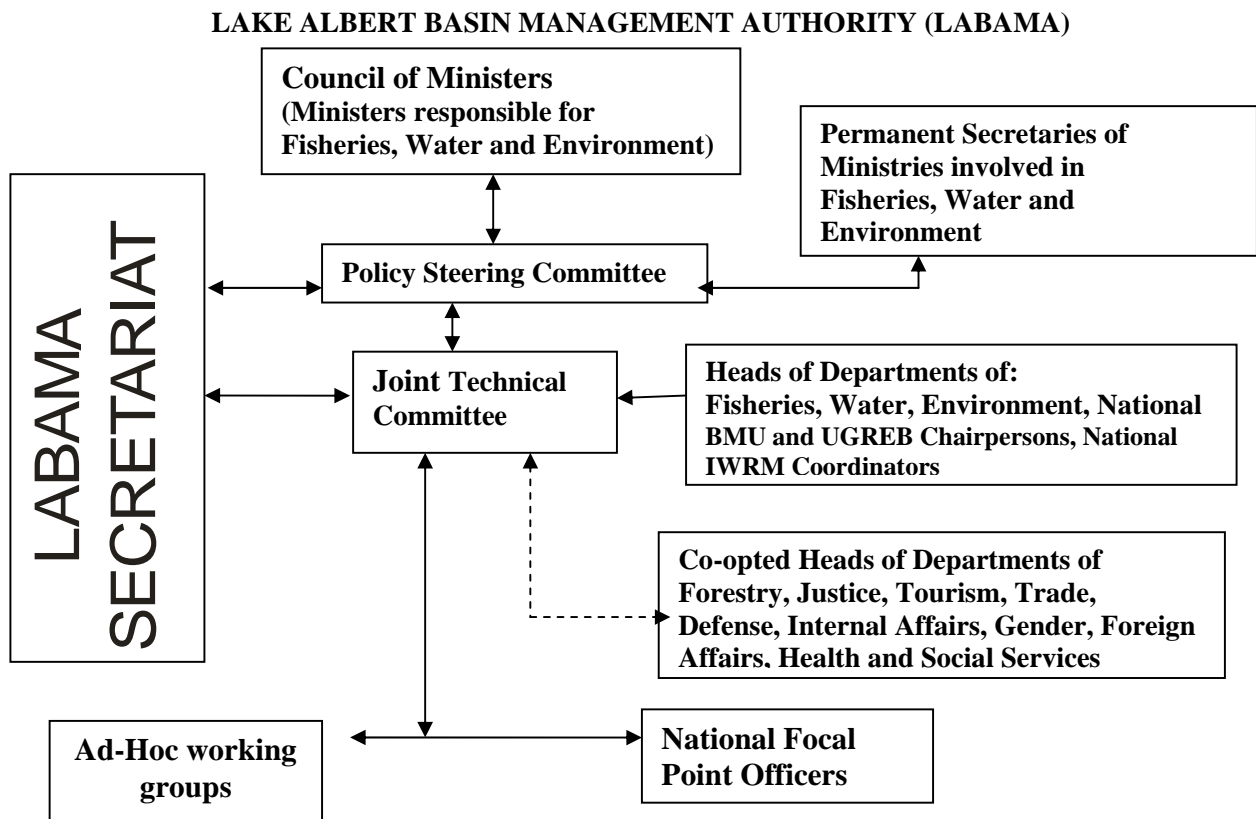 LAKE ALBERT BASIN MANAGEMENT AUTHORITY (LABAMA)
Council of Ministers
(Ministers responsible for
Fisheries, Water and Environment)
Permanent Secretaries of
Ministries involved in
Fisheries, Water and
Environment
LABAMA
SECRETARIAT
Policy Steering Committee
Joint Technical
Committee
Heads of Departments of:
Fisheries, Water, Environment, National
BMU and UGREB Chairpersons, National
IWRM Coordinators
Co-opted Heads of Departments of
Forestry, Justice, Tourism, Trade,
Defense, Internal Affairs, Gender, Foreign
Affairs, Health and Social Services
Ad-Hoc working
groups
National Focal
Point Officers